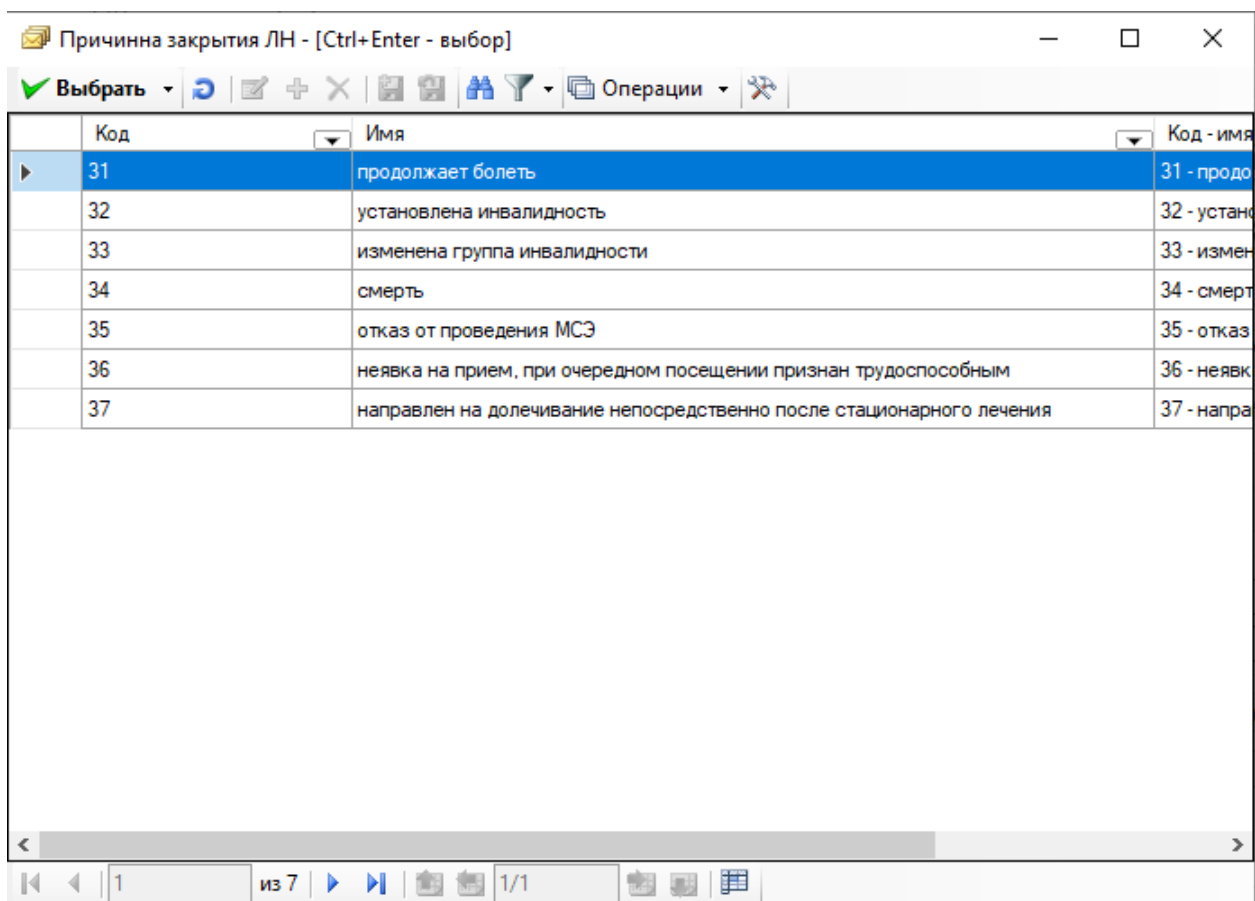 Причинна закрытия ЛН - [Ctrl+Enter - выбор]
Выбрать Операции
Код Имя Код - имя
31 продолжает болеть 31 - продо
32 установлена инвалидность 32 - устано
33 изменена группа инвалидности 33 - измен
34 смерть 34 - смерт
35 отказ от проведения МСЭ 35 - отказ
36 неявка на прием, при очередном посещении признан трудоспособным 36 - неявк
37 направлен на долечивание непосредственно после стационарного лечения 37 - напра
1 из 7 1/1